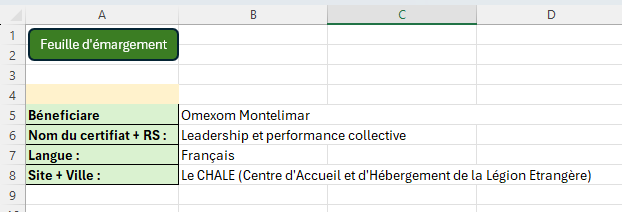 A B C D
1
Feuille d'émargement
2
3
4
5 Béneficiare Omexom Montelimar
6 Nom du certifiat + RS : Leadership et performance collective
7 Langue : Français
8 Site + Ville : Le CHALE (Centre d'Accueil et d'Hébergement de la Légion Etrangère)
9